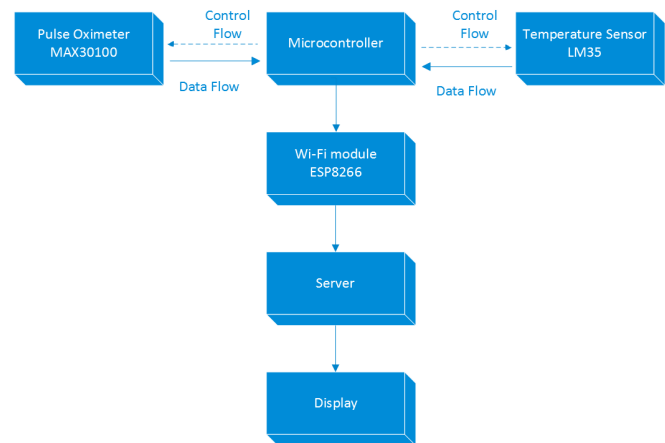 Pulse Oximeter
MAX30100
Control
Flow
Data Flow
Microcontroller
Control
Flow
Data Flow
Temperature Sensor
LM35
Wi-Fi module
ESP8266
Server
Display